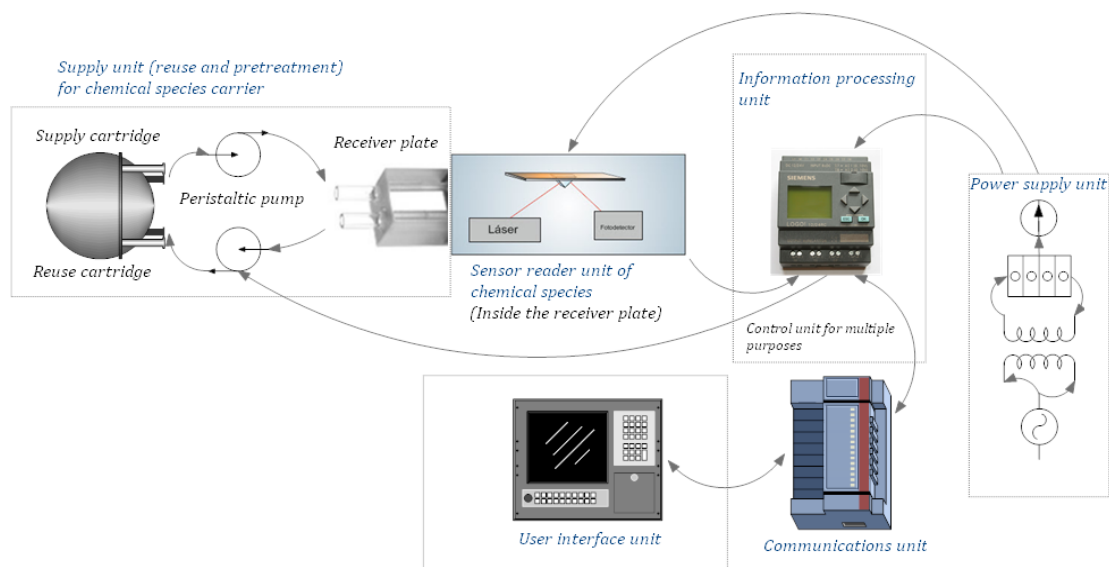 Supply unit (reuse and pretreatment)
for chemical species carrier
Supply cartridge
Receiver plate
Peristaltic pump
Reuse cartridge
Láser
Fotodetector
Sensor reader unit of
chemical species
(Inside the receiver plate)
Information processing
unit
SIEMENS
Control unit for multiple
purposes
Power supply unit
User interface unit
Communications unit